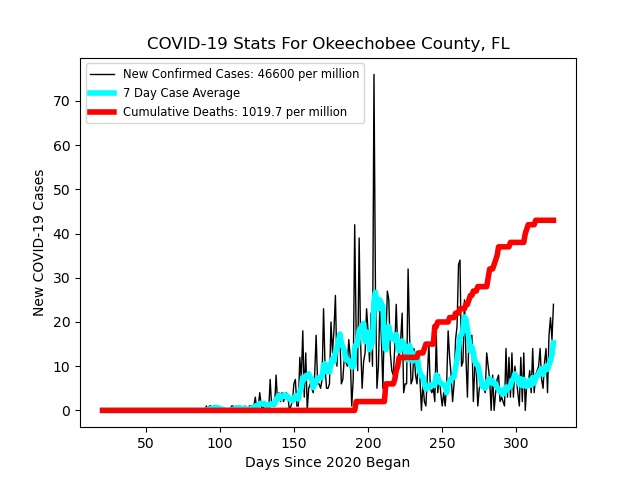 COVID-19 Stats For Okeechobee County, FL
New Confirmed Cases: 46600 per million
7 Day Case Average
Cumulative Deaths: 1019.7 per million
New COVID-19 Cases
70
60
50
40
30
20
10
0
50 100 150 200 250 300
Days Since 2020 Began